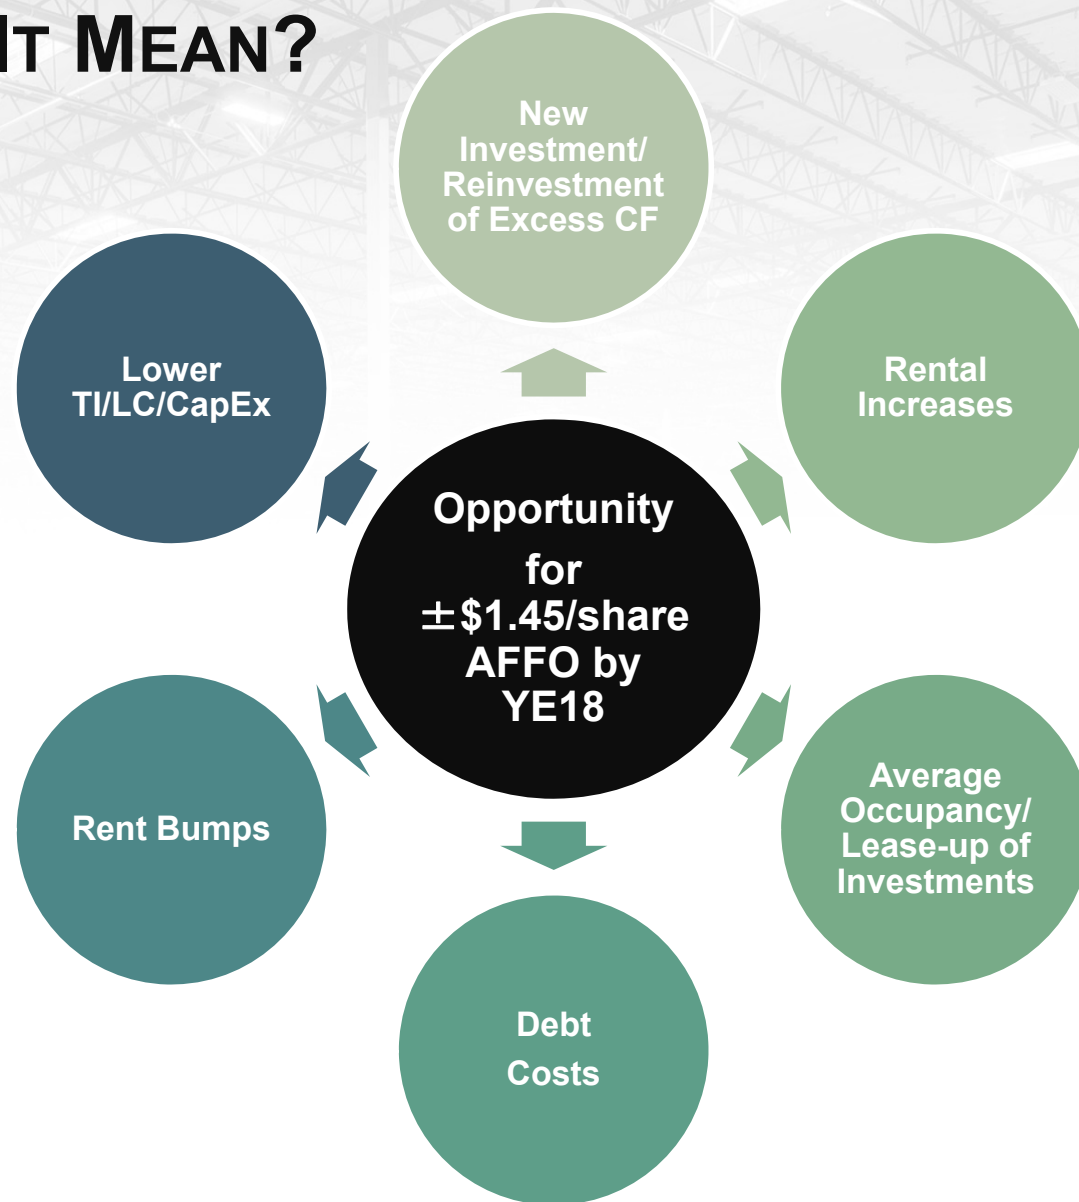 IT MEAN?
New
Investment/
Reinvestment
of Excess CF
Lower
TI/LC/CapEx
Rental
Increases
Opportunity
for
±$1.45/share
AFFO by
YE18
Rent Bumps
Average
Occupancy/
Lease-up of
Investments
Debt
Costs